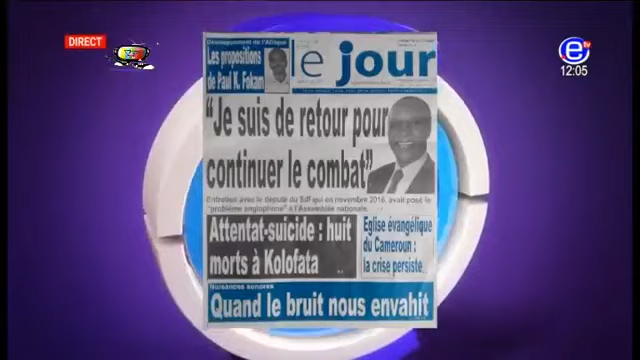 DIRECT
e tv
12:05
Développement de l'Afrique
Les propositions
de Paul K. Fokam
le jour
"Je suis de retour pour
continuer le combat"
Entretien avec le député du Sdf qui en novembre 2016, avait posé le
"problème anglophone" à l'Assemblée nationale.
Attentat-suicide : huit
morts à Kolofata
Eglise évangélique
du Cameroun :
la crise persiste
Nuisances sonores
Quand le bruit nous envahit